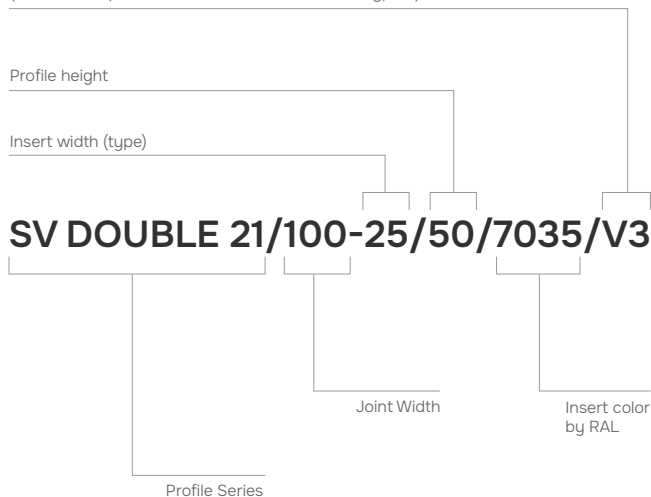 Profile height
Insert width (type)
SV DOUBLE 21/100-25/50/7035/V3
Joint Width
Insert color
by RAL
Profile Series